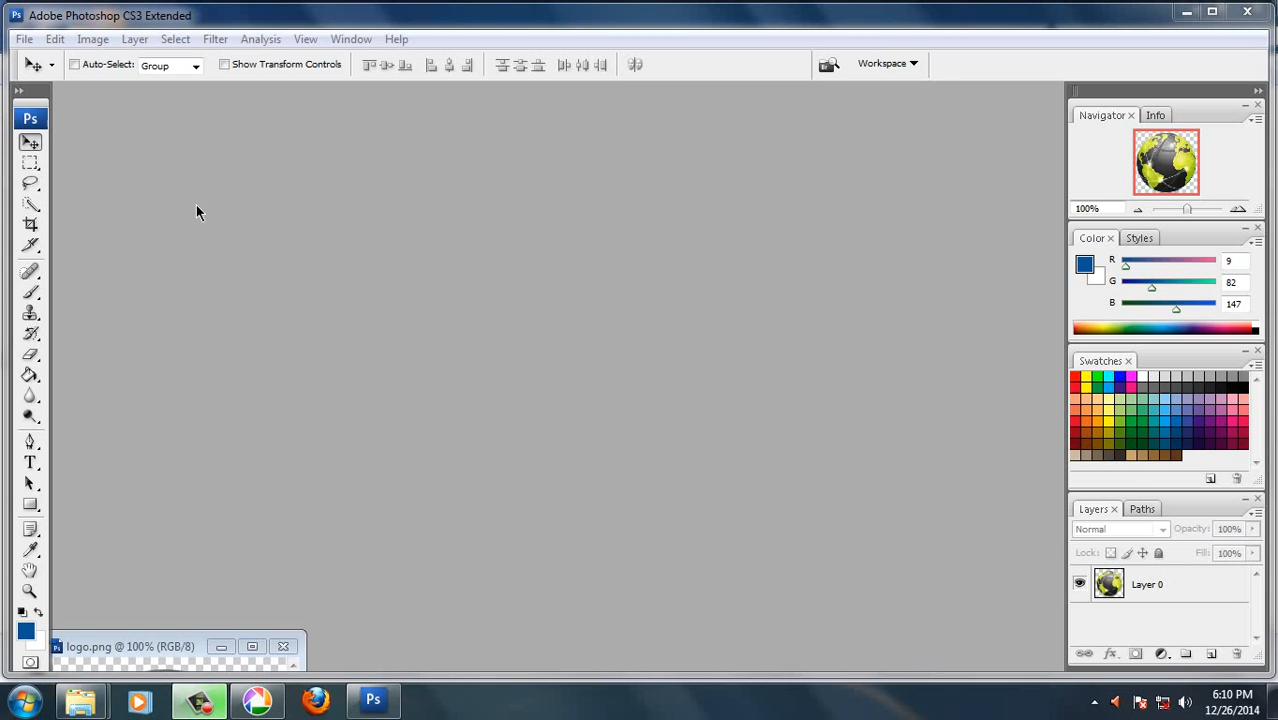 Adobe Photoshop CS3 Extended
File Edit Image Layer Select Filter Analysis View Window Help
Auto-Select: Group Show Transform Controls Workspace
Ps
Navigator Info
100%
Color Styles
R 9
G 82
B 147
Swatches
Layers Paths
Normal Opacity: 100%
Lock: Fill: 100%
Layer 0
T
logo.png @ 100% (RGB/8)
Ps
6:10 PM
12/26/2014